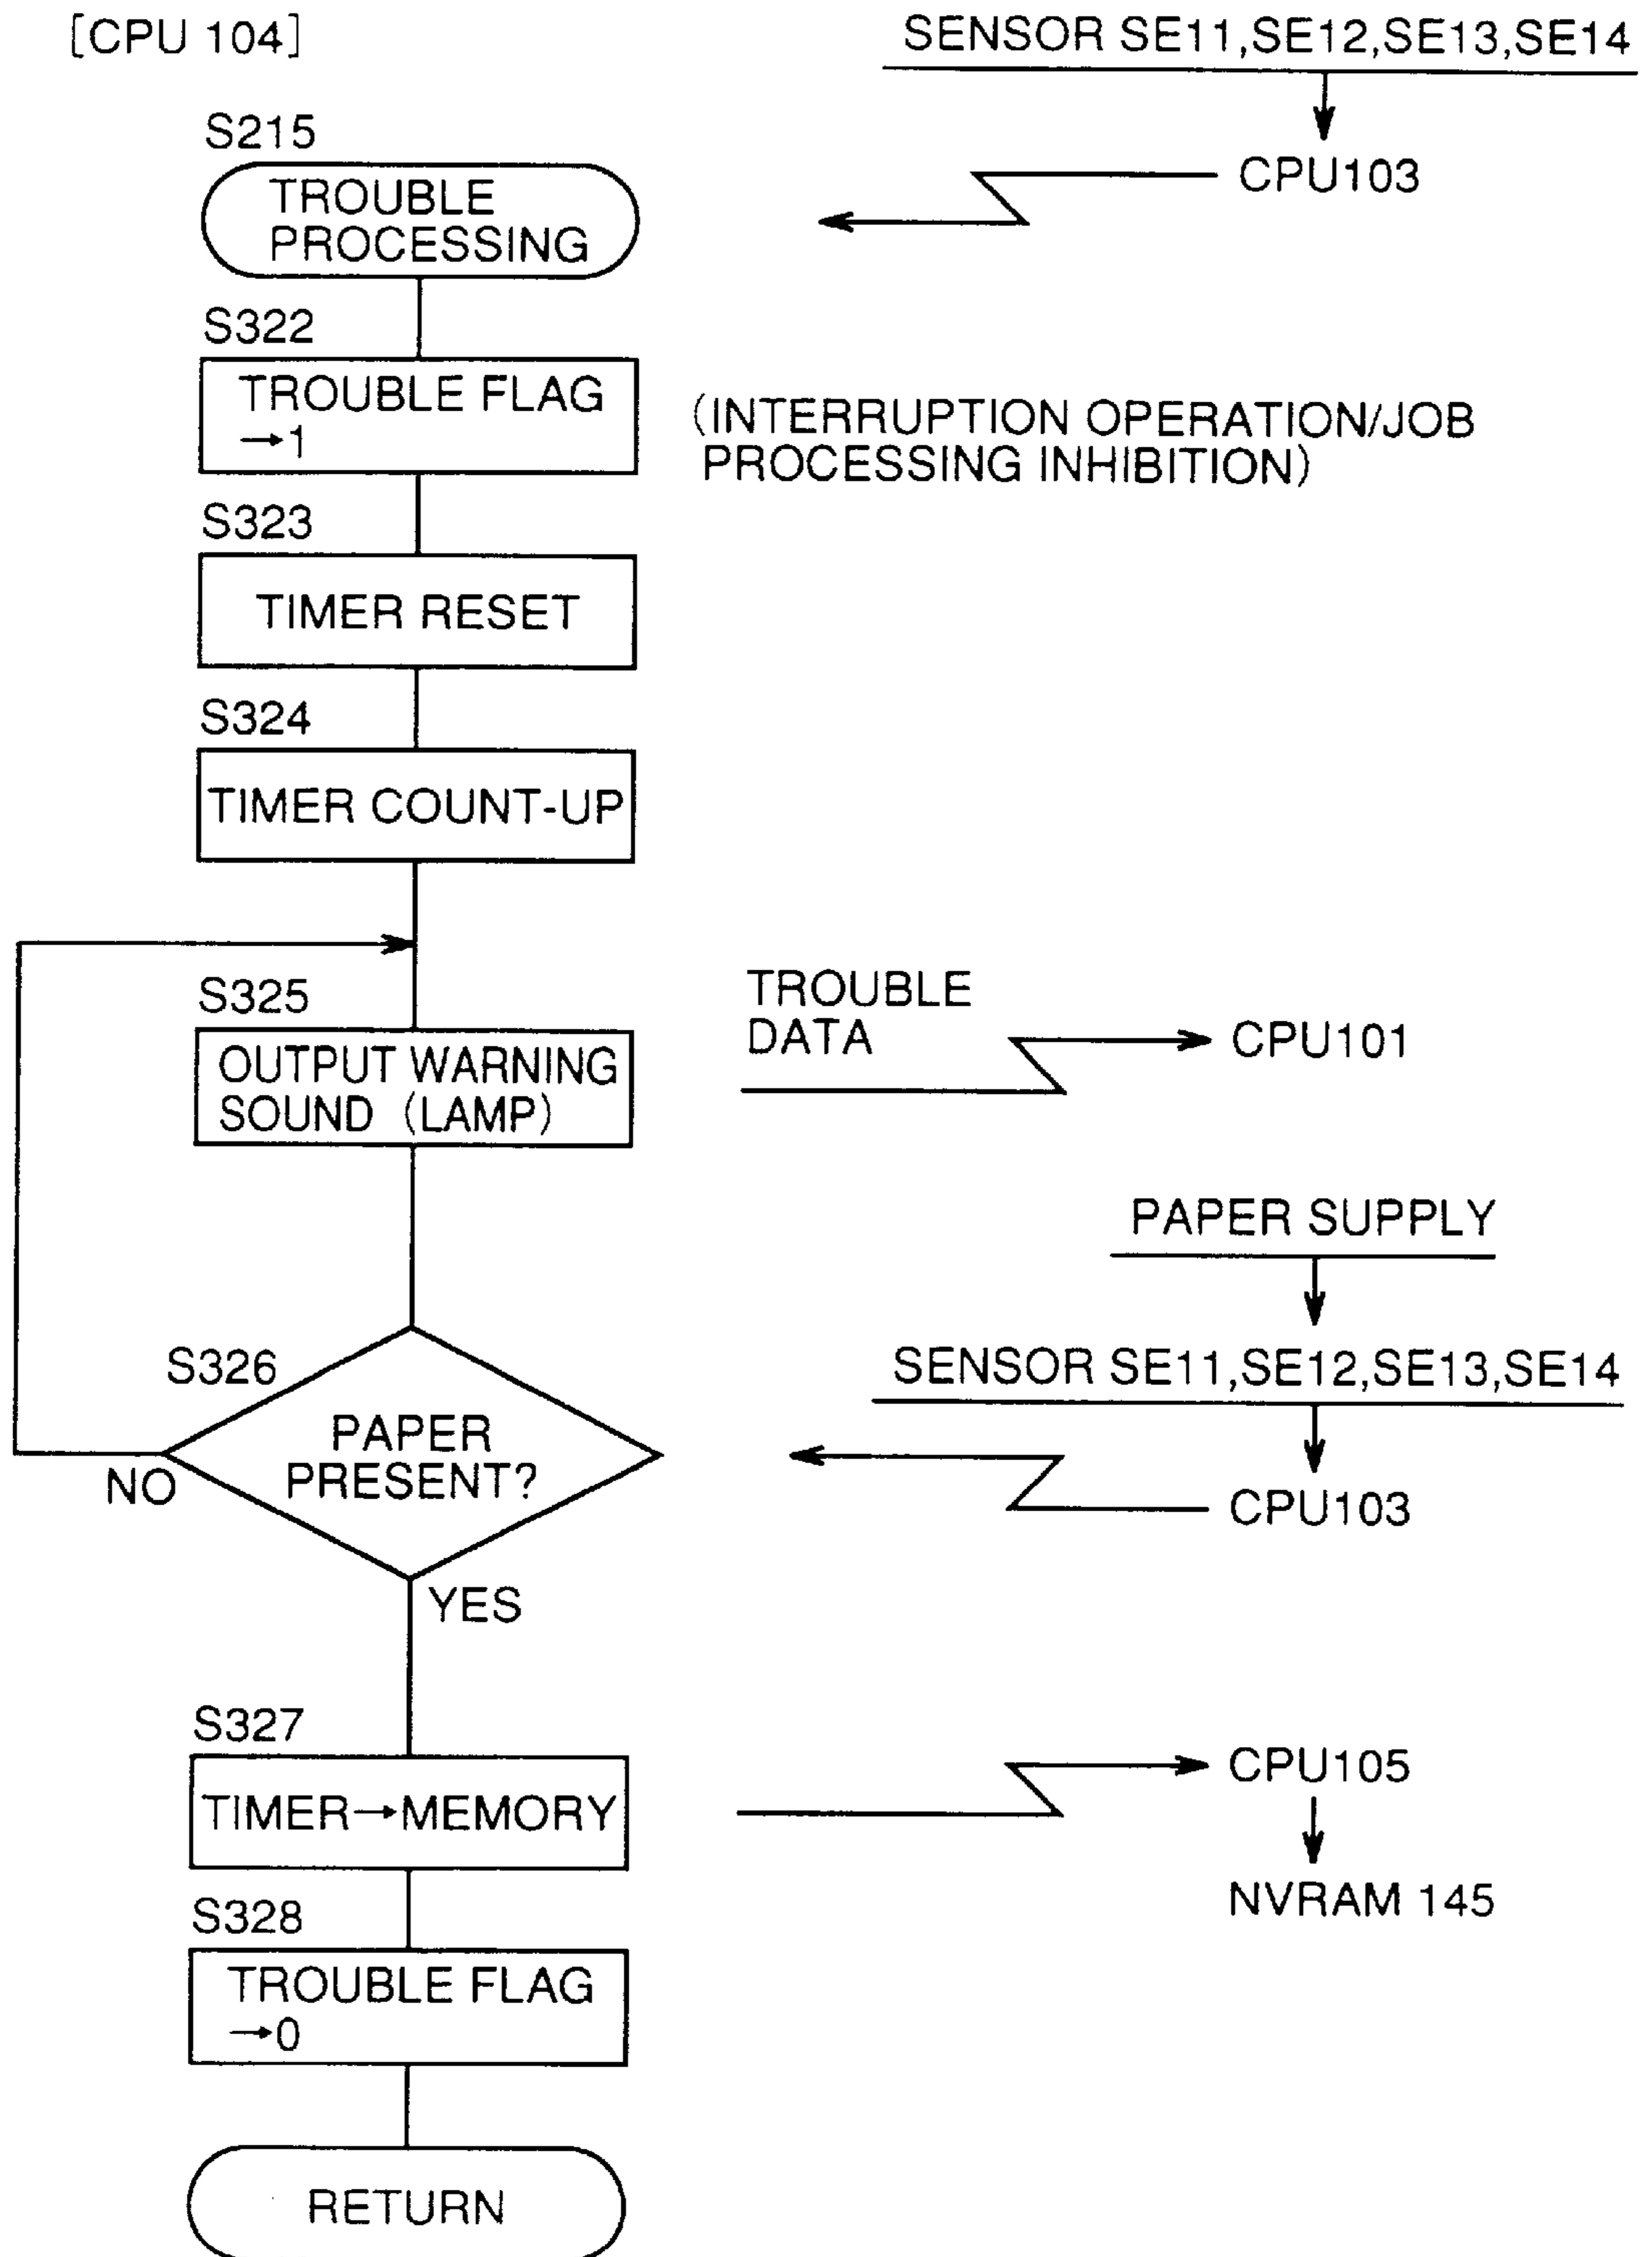 [CPU 104]
SENSOR SE11,SE12,SE13,SE14
CPU103
S215
TROUBLE
PROCESSING
S322
TROUBLE FLAG
→1
(INTERRUPTION OPERATION/JOB
PROCESSING INHIBITION)
S323
TIMER RESET
S324
TIMER COUNT-UP
S325
OUTPUT WARNING
SOUND (LAMP)
TROUBLE
DATA
CPU101
PAPER SUPPLY
SENSOR SE11,SE12,SE13,SE14
CPU103
S326
PAPER
PRESENT?
NO
YES
S327
TIMER→MEMORY
CPU105
NVRAM 145
S328
TROUBLE FLAG
→0
RETURN